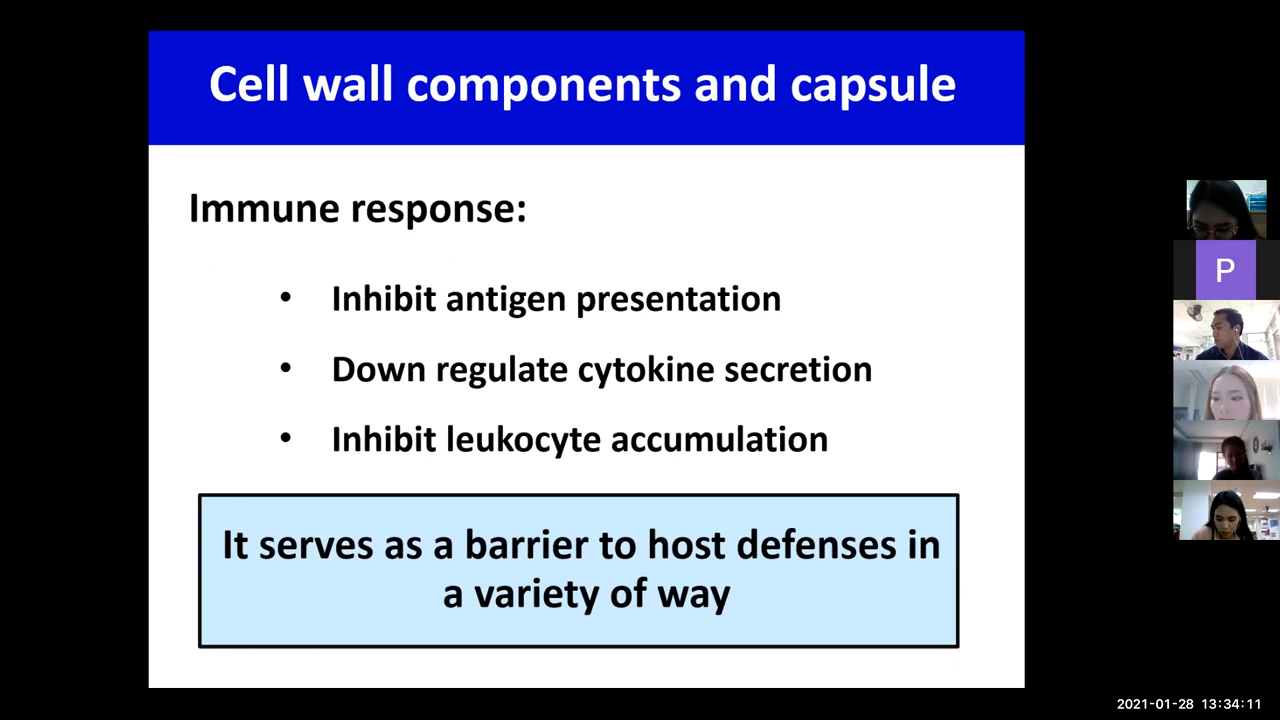 Cell wall components and capsule
Immune response:
• Inhibit antigen presentation
• Down regulate cytokine secretion
• Inhibit leukocyte accumulation
It serves as a barrier to host defenses in
a variety of way
P
2021-01-28 13:34:11